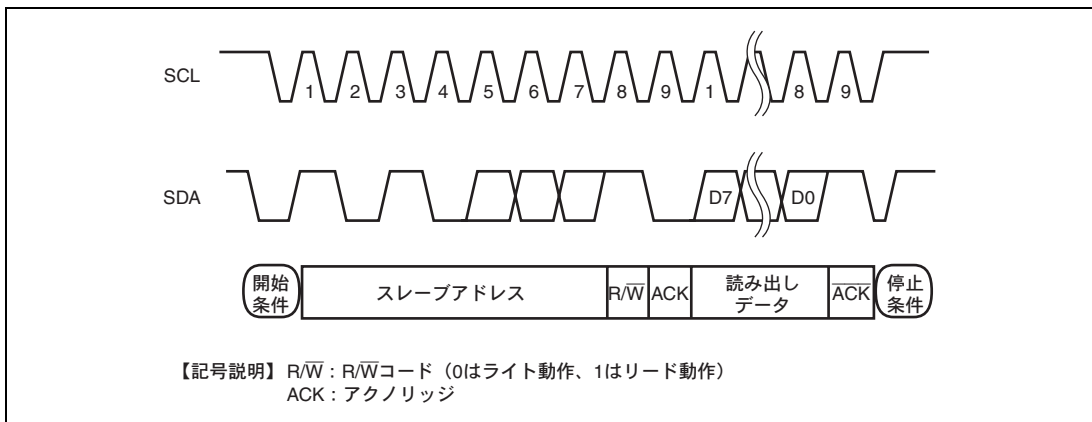 SCL
1 2 3 4 5 6 7 8 9 1 8 9
SDA
D7 D0
開始条件
スレーブアドレス
R/W̅
ACK
読み出しデータ
A̅C̅K̅
停止条件
【記号説明】 R/W̅：R/W̅コード（0はライト動作、1はリード動作）
ACK：アクノリッジ